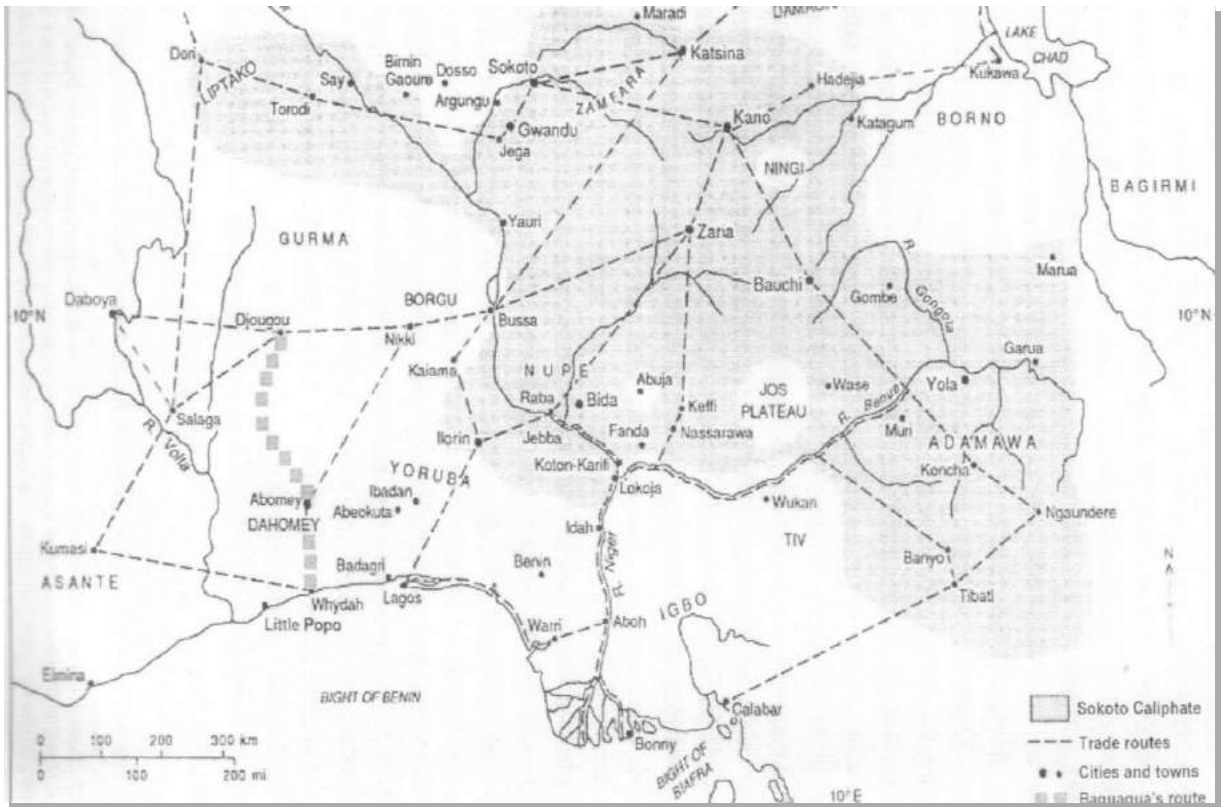 Maradi
DAMA
Katsina
LAKE
CHAD
Kukawa
Dori
LIPTAKO
Say
Birnin
Gaoure
Dosso
Sokoto
ZAMFARA
Hadejia
Torodi
Argungu
Gwandu
Jega
Kano
Katagum
BORNO
NINGI
BAGIRMI
Yauri
GURMA
Zaria
Marua
Bauchi
Gombe
R. Gongola
Daboya
10°N
Djougou
BORGU
Nikki
Bussa
10°N
Garua
Kaiama
NUPE
Abuja
JOS
PLATEAU
Wase
Yola
R. Benue
Raba
Bida
Keffi
Salaga
R. Volta
Ilorin
Jebba
Fanda
Nassarawa
Muri
ADAMAWA
Koncha
YORUBA
Koton-Karifi
Lokoja
Wukari
Ngaundere
Abomey
DAHOMEY
Ibadan
Abeokuta
Idah
R. Niger
TIV
Banyo
Tibati
N
Kumasi
ASANTE
Badagri
Benin
Whydah
Lagos
Little Popo
Warri
Aboh
IGBO
Elmina
BIGHT OF BENIN
Calabar
Bonny
BIGHT OF
BIAFRA
0 100 200 300 km
0 100 200 mi
10°E
Sokoto Caliphate
Trade routes
Cities and towns
Baquaqua's route